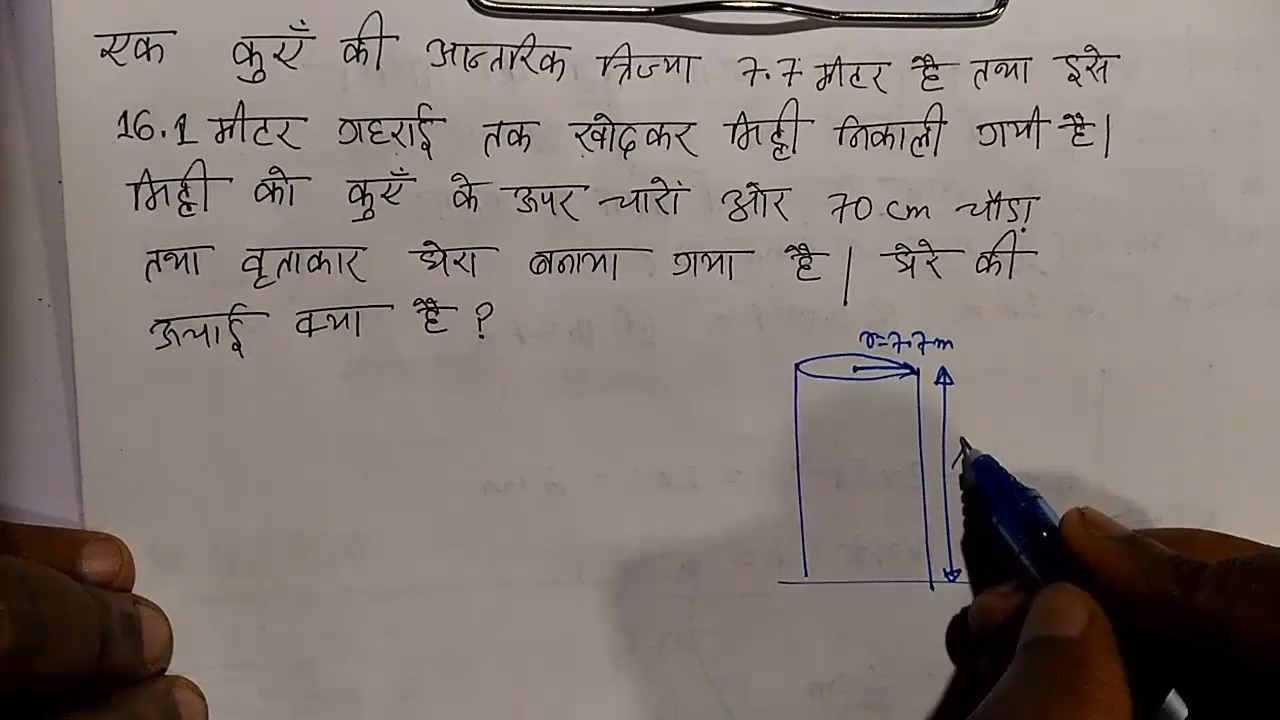 एक कुएँ की आन्तरिक त्रिज्या 7.7 मीटर है तथा इसे
16.1 मीटर गहराई तक खोदकर मिट्टी निकाली गयी है।
मिट्टी को कुएँ के ऊपर चारों ओर 70 cm चौड़ा
तथा वृताकार घेरा बनाया गया है। घेरे की
ऊचाई क्या है ?
r=7.7m